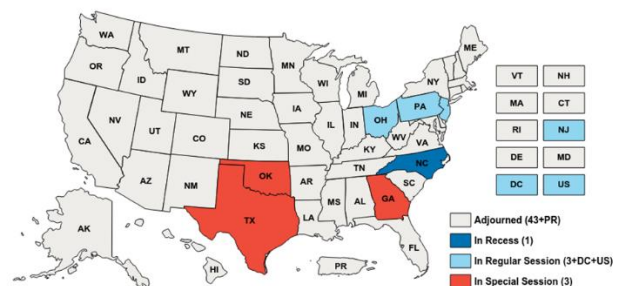 WA
MT
ND
MN
ME
OR
ID
SD
WI
MI
NY
WY
VT NH
NV
NE
IA
IL
IN
OH
PA
MA CT
CA
UT
CO
KS
MO
KY
WV
VA
RI NJ
NC
TN
DE MD
AZ
NM
OK
AR
SC
DC US
TX
LA
MS
AL
GA
Adjourned (43+PR)
AK
FL
In Recess (1)
HI
PR
In Regular Session (3+DC+US)
In Special Session (3)